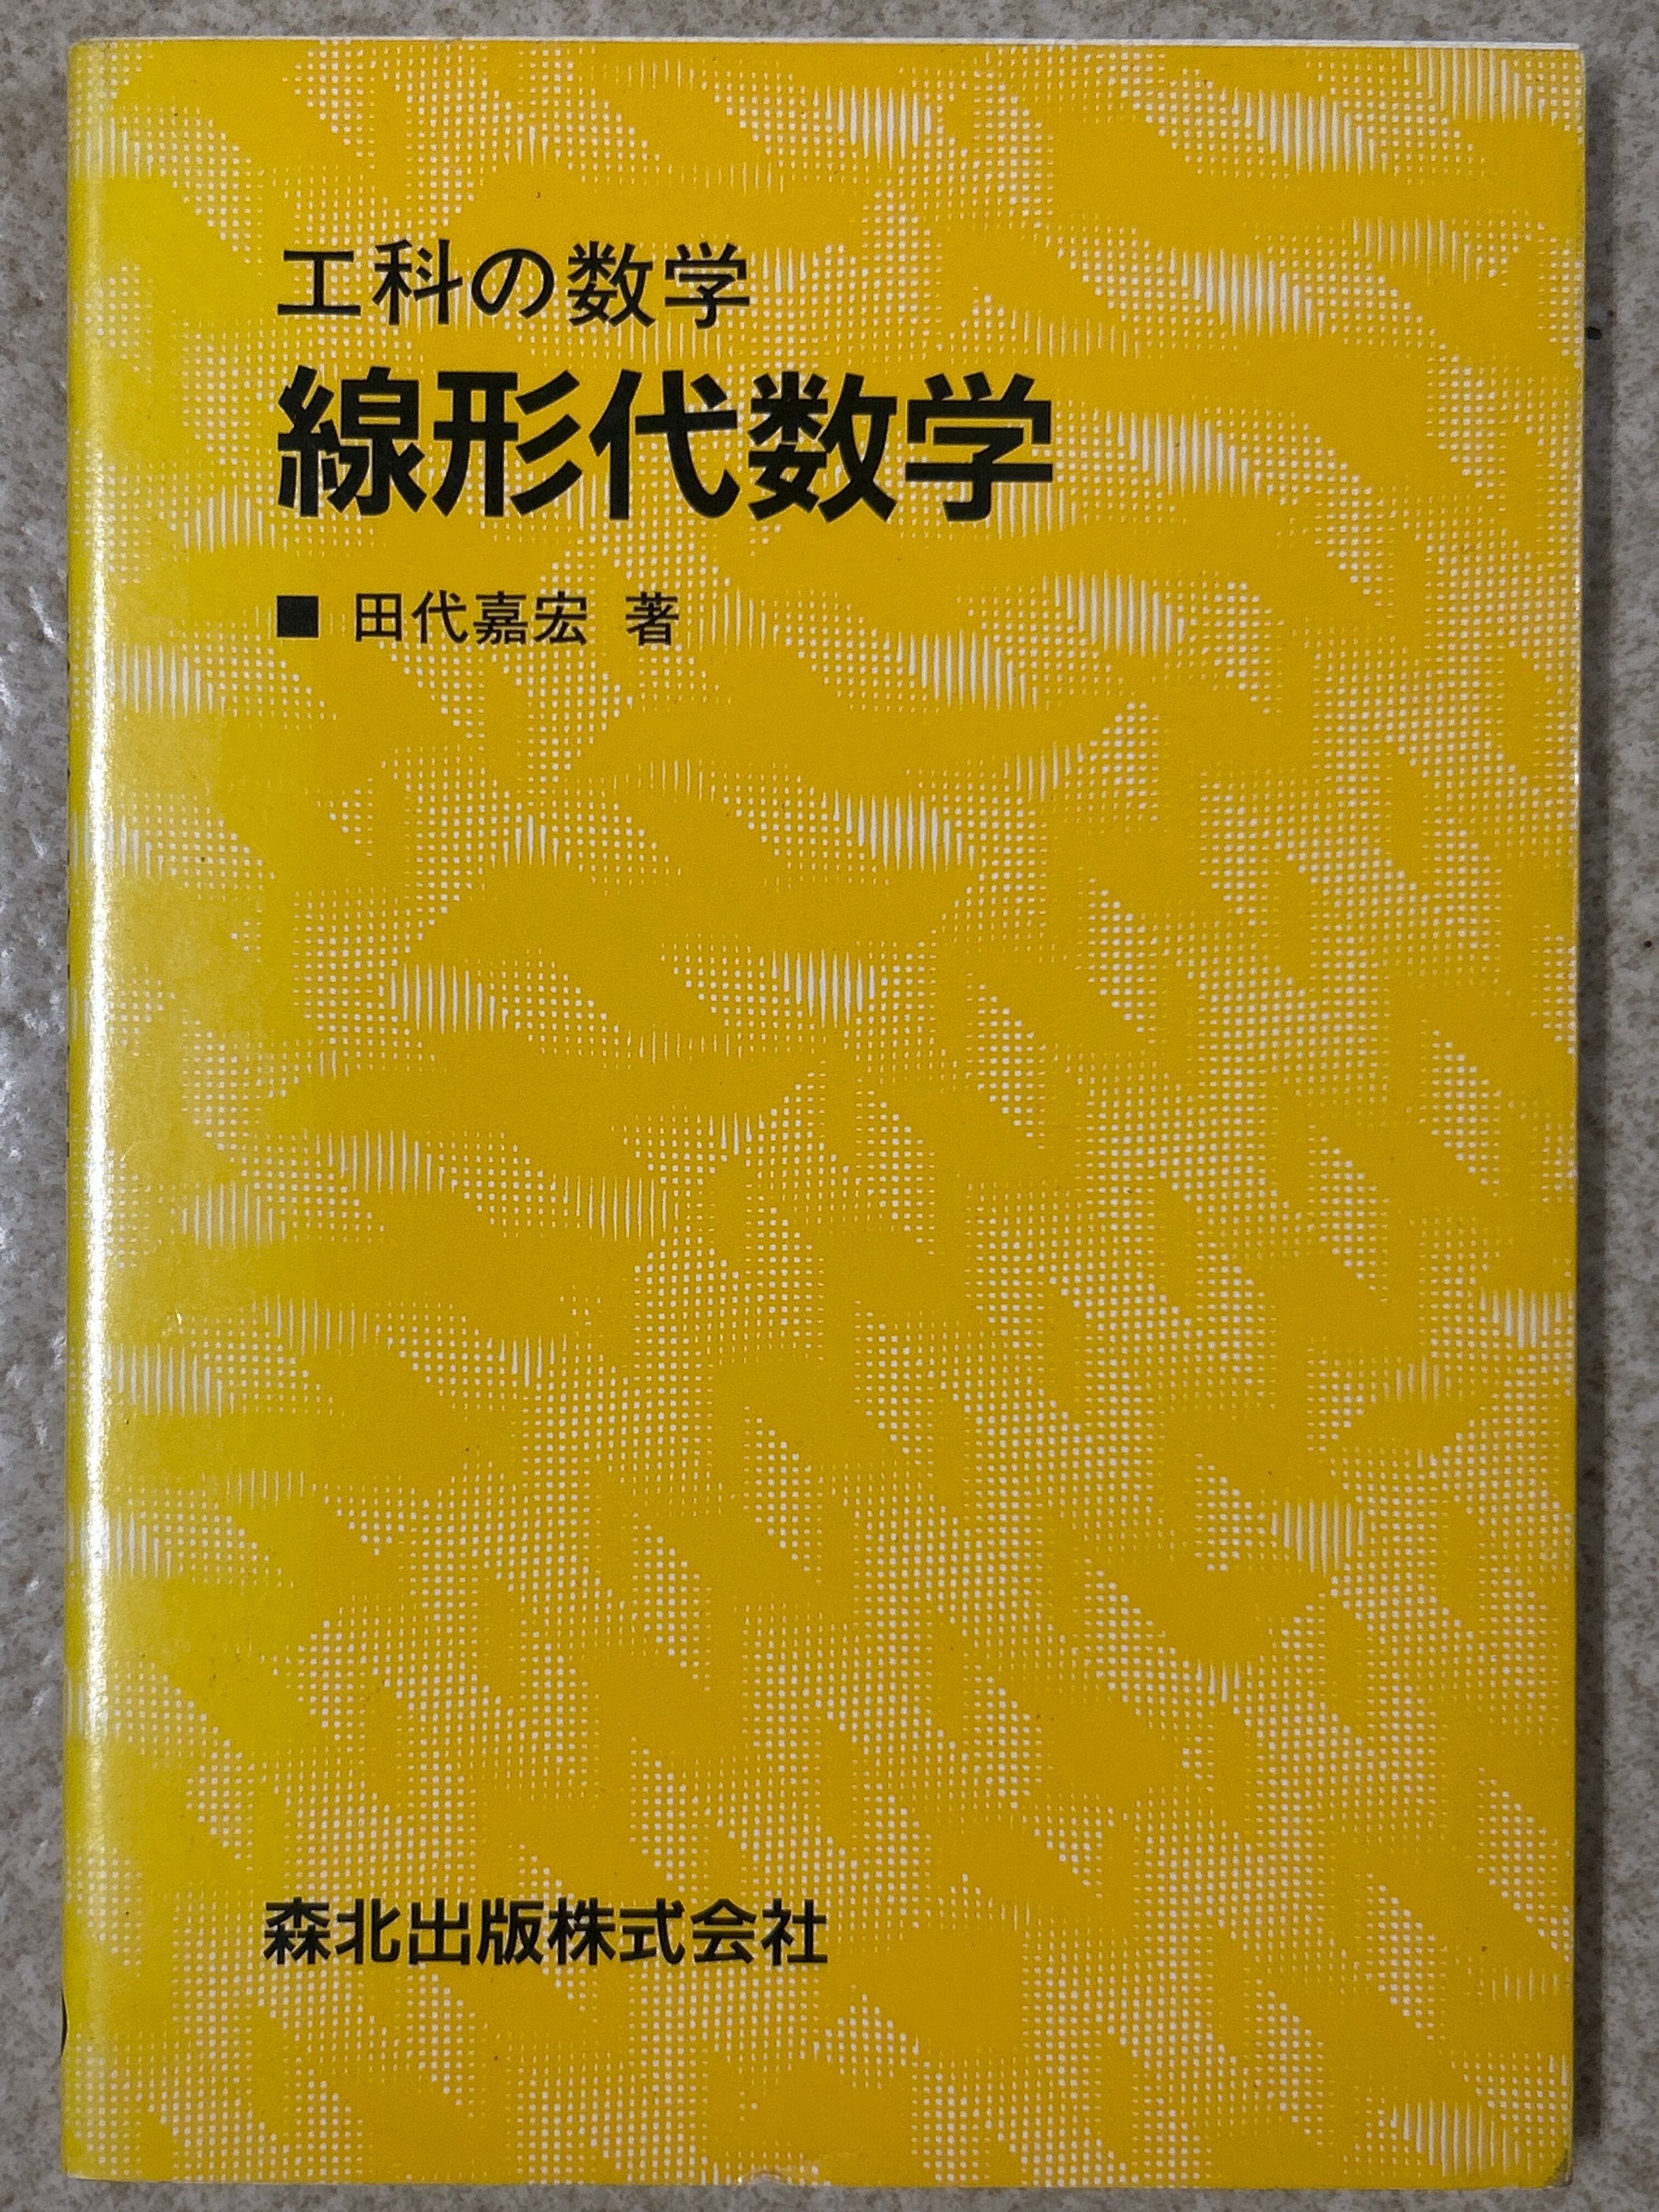 工科の数学
線形代数学
■ 田代嘉宏 著
森北出版株式会社